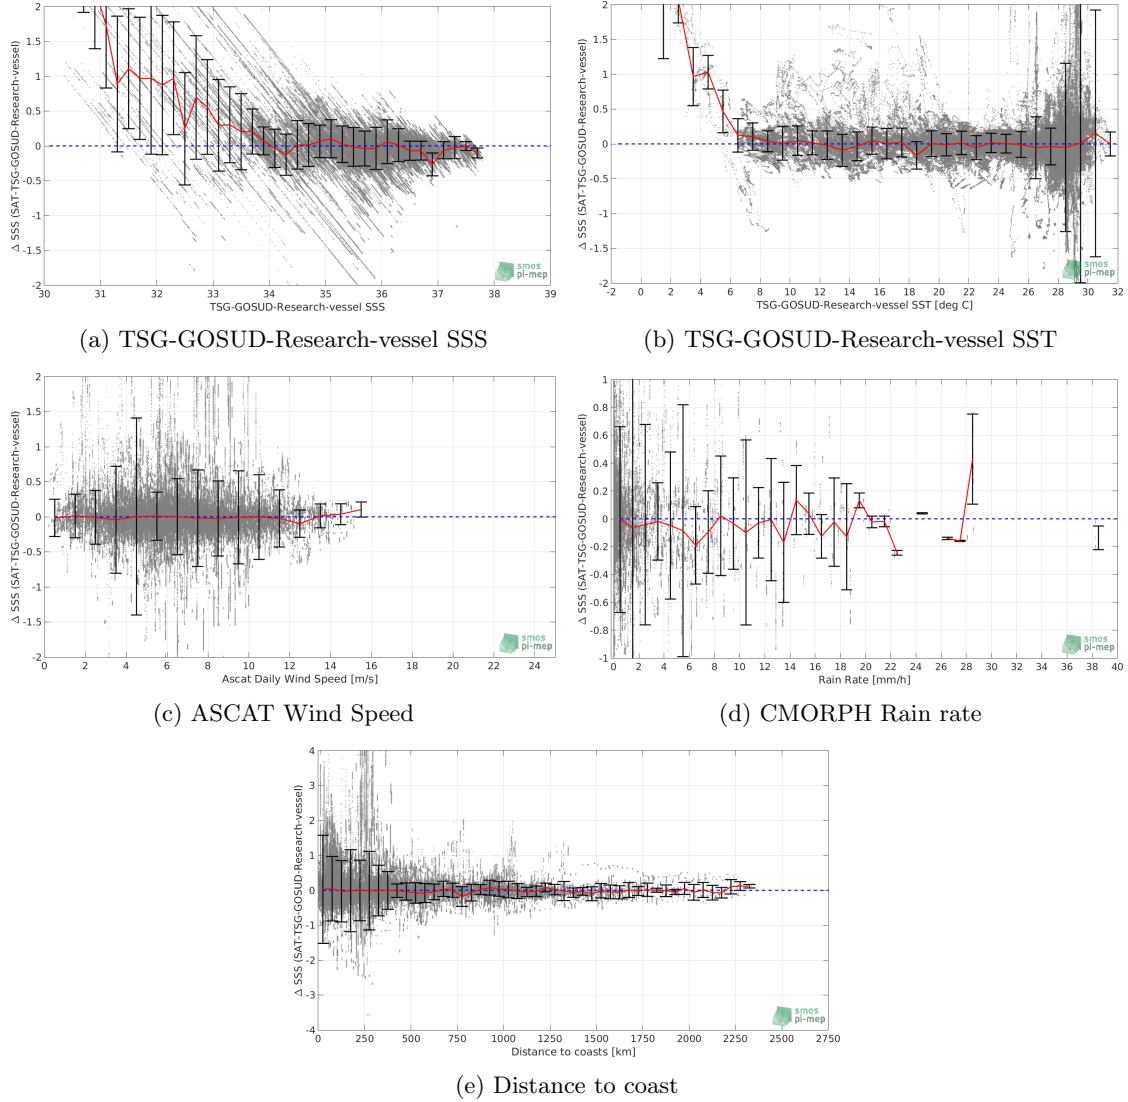 Δ SSS (SAT-TSG-GOSUD-Research-vessel)
2
1.5
1
0.5
0
-0.5
-1
-1.5
-2
30 31 32 33 34 35 36 37 38 39
TSG-GOSUD-Research-vessel SSS
smos
pi-mep
(a) TSG-GOSUD-Research-vessel SSS
Δ SSS (SAT-TSG-GOSUD-Research-vessel)
2
1.5
1
0.5
0
-0.5
-1
-1.5
-2
-2 0 2 4 6 8 10 12 14 16 18 20 22 24 26 28 30 32
TSG-GOSUD-Research-vessel SST [deg C]
smos
pi-mep
(b) TSG-GOSUD-Research-vessel SST
Δ SSS (SAT-TSG-GOSUD-Research-vessel)
2
1.5
1
0.5
0
-0.5
-1
-1.5
-2
0 2 4 6 8 10 12 14 16 18 20 22 24
Ascat Daily Wind Speed [m/s]
smos
pi-mep
(c) ASCAT Wind Speed
Δ SSS (SAT-TSG-GOSUD-Research-vessel)
1
0.8
0.6
0.4
0.2
0
-0.2
-0.4
-0.6
-0.8
-1
0 2 4 6 8 10 12 14 16 18 20 22 24 26 28 30 32 34 36 38 40
Rain Rate [mm/h]
smos
pi-mep
(d) CMORPH Rain rate
Δ SSS (SAT-TSG-GOSUD-Research-vessel)
4
3
2
1
0
-1
-2
-3
-4
0 250 500 750 1000 1250 1500 1750 2000 2250 2500 2750
Distance to coasts [km]
smos
pi-mep
(e) Distance to coast